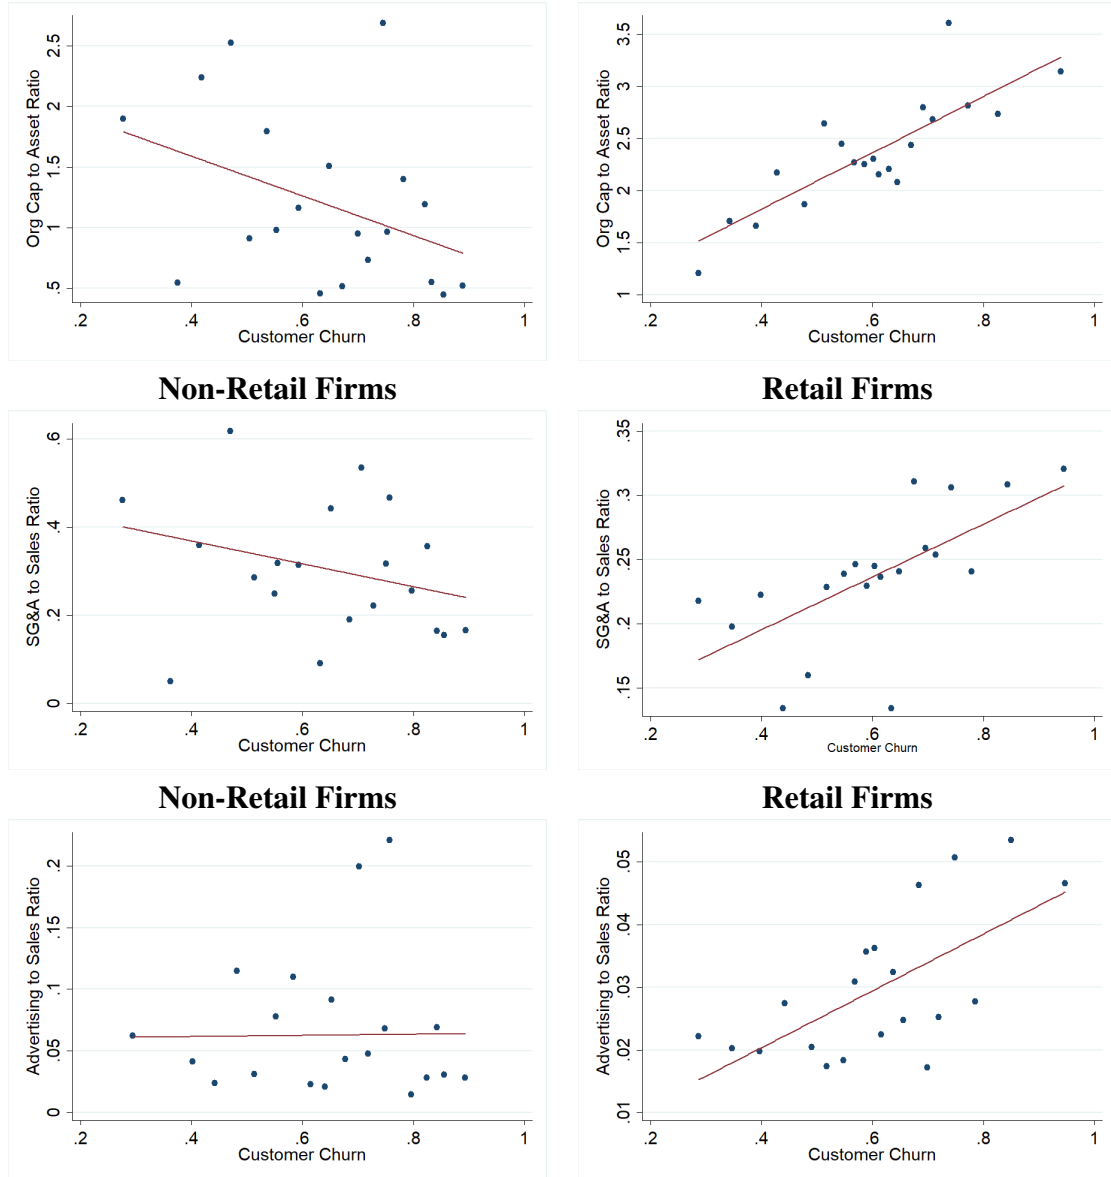 Org Cap to Asset Ratio
2.5
2
1.5
1
.5
.2 .4 .6 .8 1
Customer Churn
Org Cap to Asset Ratio
3.5
3
2.5
2
1.5
1
.2 .4 .6 .8 1
Customer Churn
Non-Retail Firms
Retail Firms
SG&A to Sales Ratio
.6
.4
.2
0
.2 .4 .6 .8 1
Customer Churn
SG&A to Sales Ratio
.35
.3
.25
.2
.15
.2 .4 .6 .8 1
Customer Churn
Non-Retail Firms
Retail Firms
Advertising to Sales Ratio
.2
.15
.1
.05
0
.2 .4 .6 .8 1
Customer Churn
Advertising to Sales Ratio
.05
.04
.03
.02
.01
.2 .4 .6 .8 1
Customer Churn